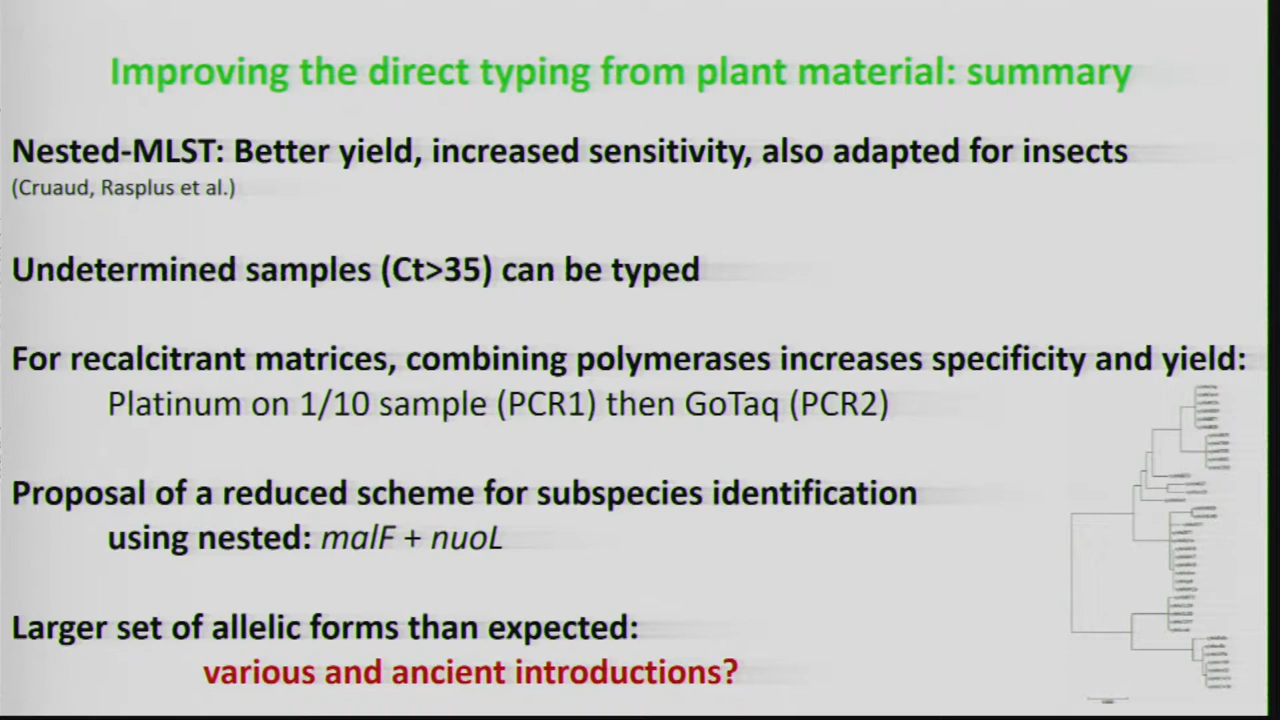 Improving the direct typing from plant material: summary
Nested-MLST: Better yield, increased sensitivity, also adapted for insects
(Cruaud, Rasplus et al.)
Undetermined samples (Ct>35) can be typed
For recalcitrant matrices, combining polymerases increases specificity and yield:
Platinum on 1/10 sample (PCR1) then GoTaq (PCR2)
Proposal of a reduced scheme for subspecies identification
using nested: malF + nuoL
Larger set of allelic forms than expected:
various and ancient introductions?